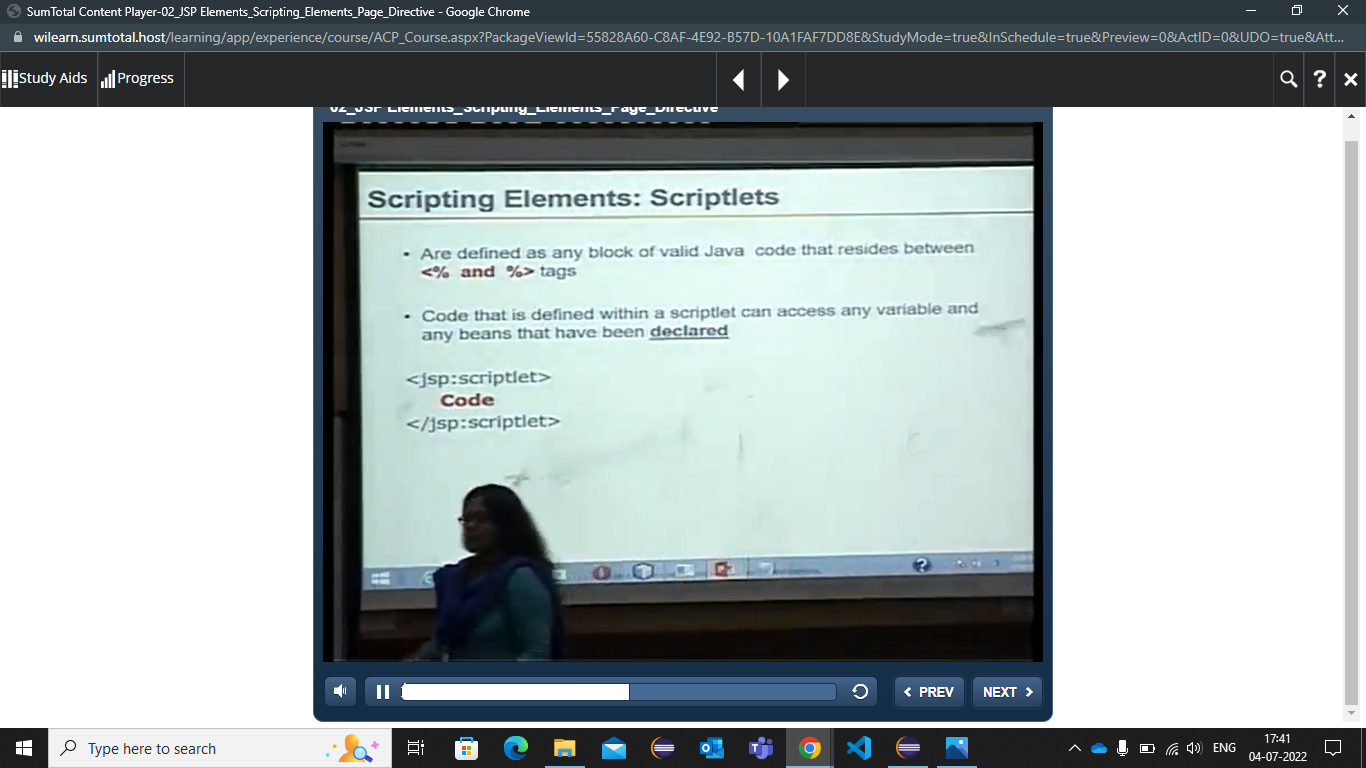 SumTotal Content Player-02_JSP Elements_Scripting_Elements_Page_Directive - Google Chrome
wilearn.sumtotal.host/learning/app/experience/course/ACP_Course.aspx?PackageViewId=55828A60-C8AF-4E92-B57D-10A1FAF7DD8E&StudyMode=true&InSchedule=true&Preview=0&ActID=0&UDO=true&Att...
Study Aids Progress
02_JSP Elements_Scripting_Elements_Page_Directive
Scripting Elements: Scriptlets
• Are defined as any block of valid Java code that resides between
<% and %> tags
• Code that is defined within a scriptlet can access any variable and
any beans that have been declared
<jsp:scriptlet>
Code
</jsp:scriptlet>
PREV NEXT
Type here to search
ENG
17:41
04-07-2022